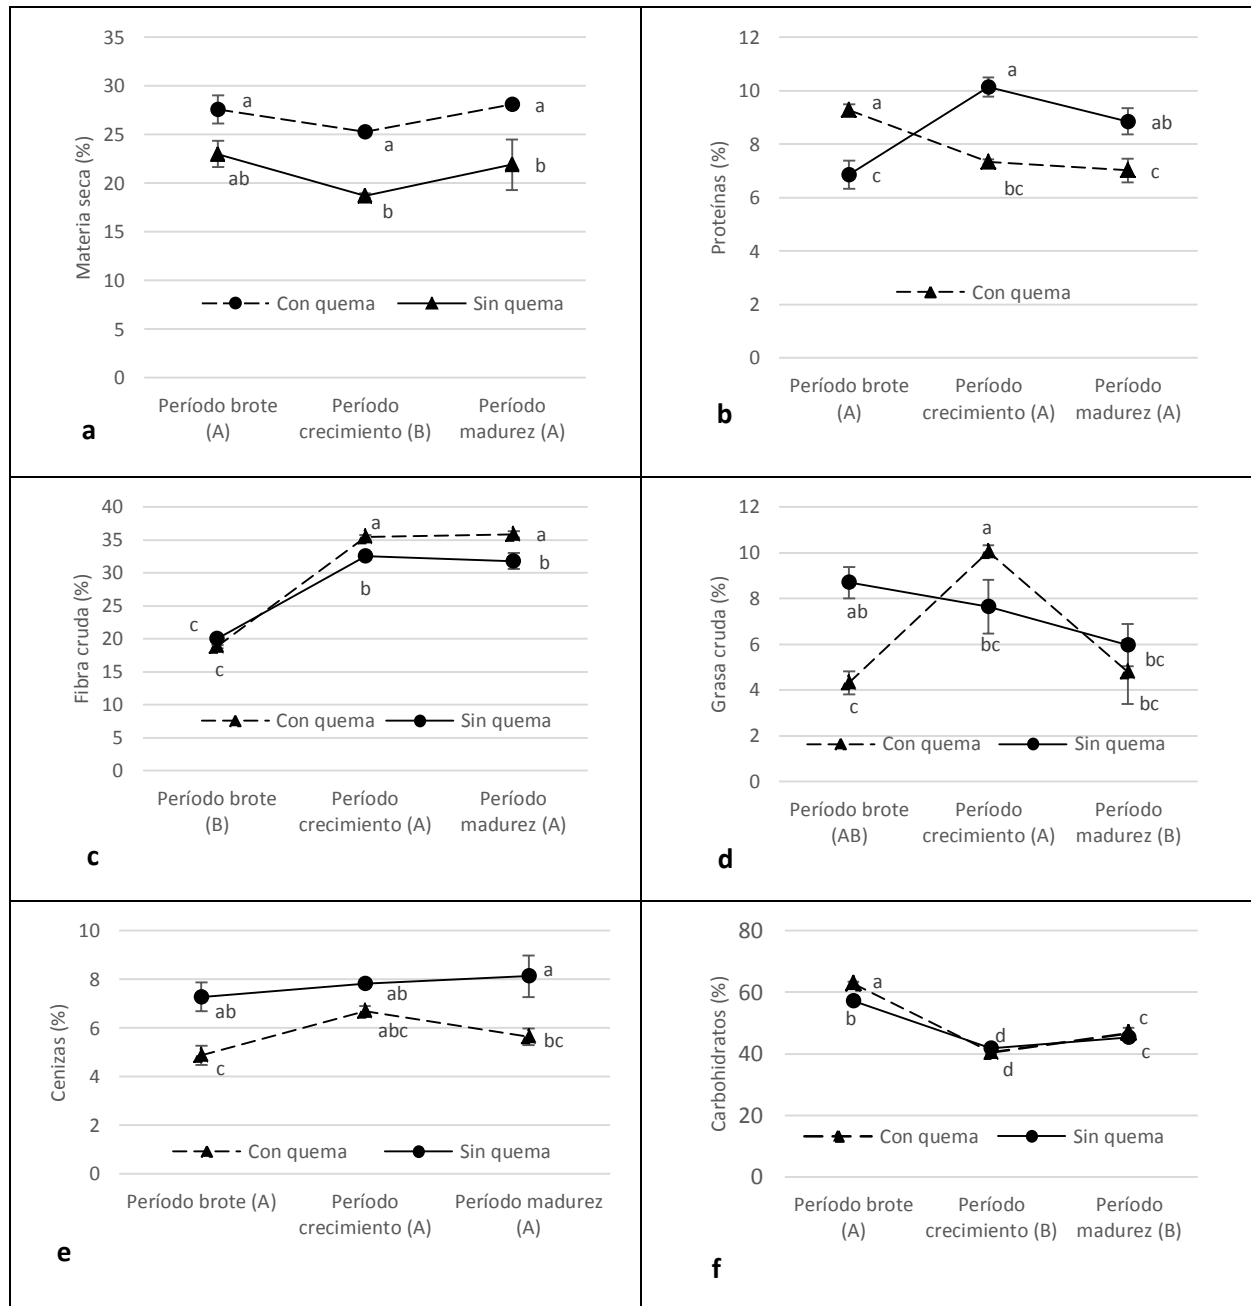 35
30
25
20
15
10
5
0
Materia seca (%)
a
a
a
ab
b
b
Con quema
Sin quema
Período brote
(A)
Período
crecimiento (B)
Período
madurez (A)
a
12
10
8
6
4
2
0
Proteínas (%)
a
a
ab
c
bc
c
Con quema
Período brote
(A)
Período
crecimiento (A)
Período
madurez (A)
b
40
35
30
25
20
15
10
5
0
Fibra cruda (%)
a
a
b
b
c
c
Con quema
Sin quema
Período brote
(B)
Período
crecimiento (A)
Período
madurez (A)
c
12
10
8
6
4
2
0
Grasa cruda (%)
a
ab
bc
bc
c
bc
Con quema
Sin quema
Período brote
(AB)
Período
crecimiento (A)
Período
madurez (B)
d
10
8
6
4
2
0
Cenizas (%)
a
ab
ab
abc
bc
c
Con quema
Sin quema
Período brote (A)
Período
crecimiento (A)
Período madurez
(A)
e
80
60
40
20
0
Carbohidratos (%)
a
b
d
d
c
c
Con quema
Sin quema
Período brote
(A)
Período
crecimiento (B)
Período
madurez (B)
f